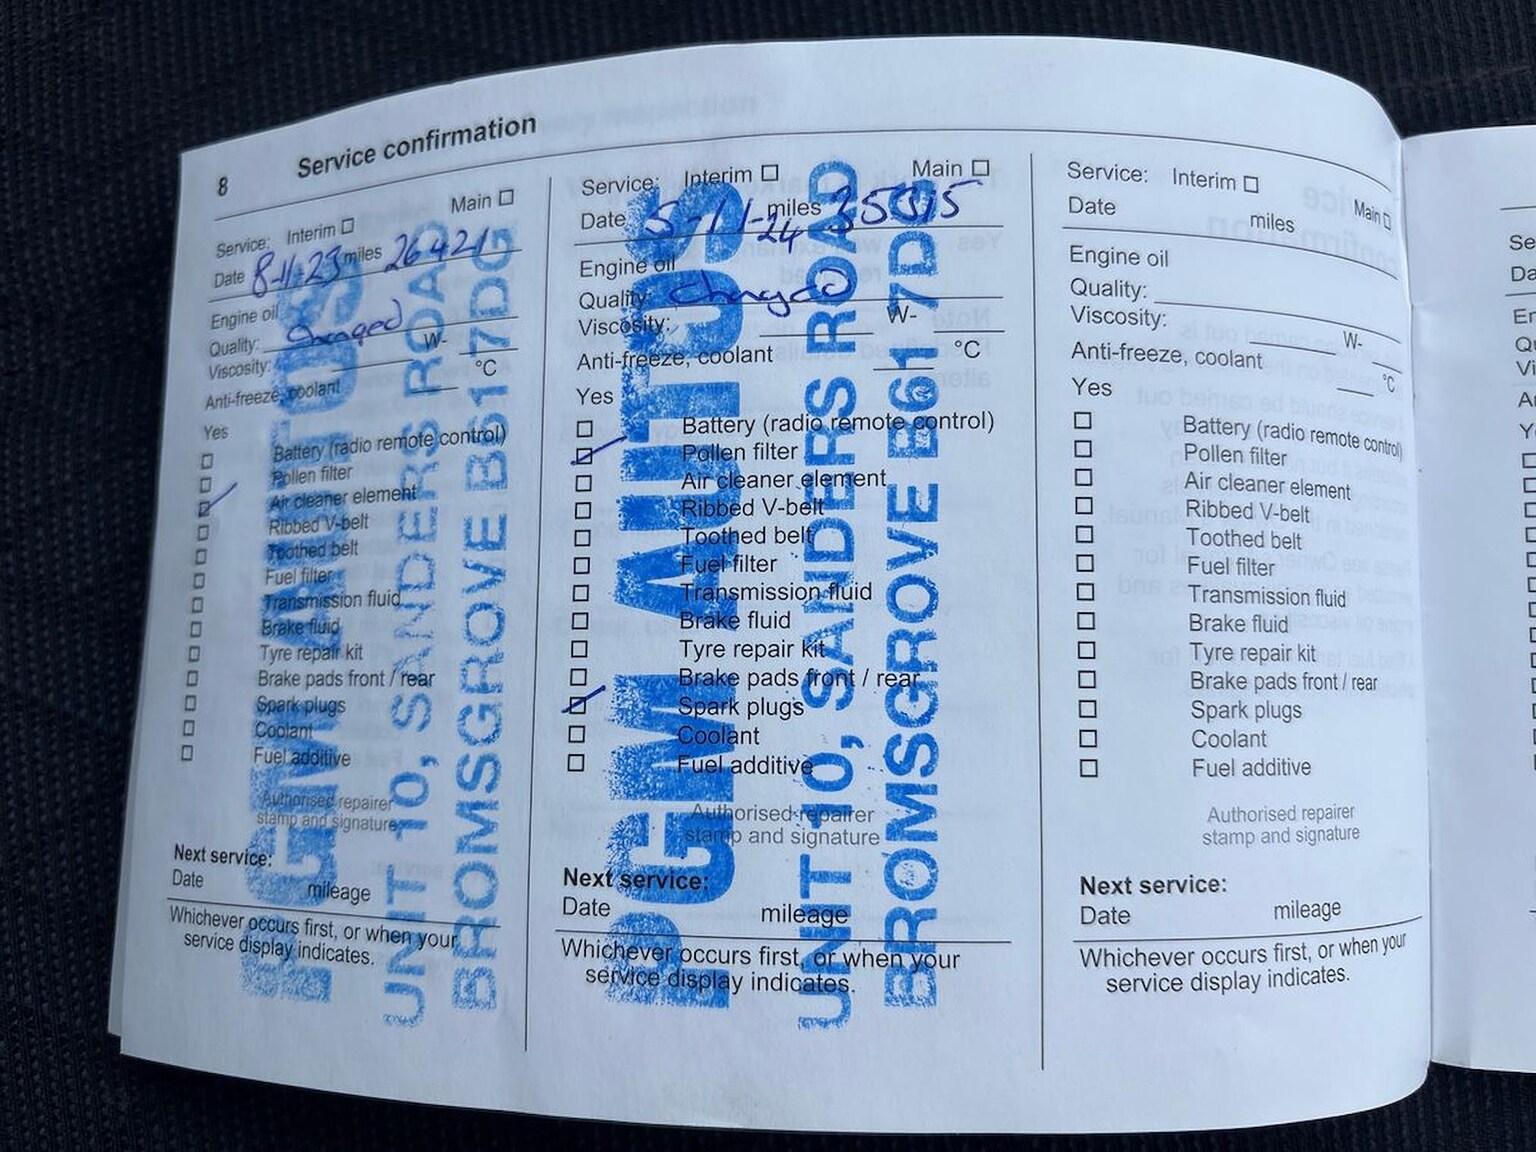 8 Service confirmation
Service: Interim ☐ Main ☐
Date 8-11-23 miles 26421
Engine oil
Quality: Changed
Viscosity: W-
Anti-freeze, coolant °C
Yes
☐ Battery (radio remote control)
☐ Pollen filter
☑ Air cleaner element
☐ Ribbed V-belt
☐ Toothed belt
☐ Fuel filter
☐ Transmission fluid
☐ Brake fluid
☐ Tyre repair kit
☐ Brake pads front / rear
☐ Spark plugs
☐ Coolant
☐ Fuel additive
Authorised repairer
stamp and signature
Next service:
Date mileage
Whichever occurs first, or when your
service display indicates.
PGM AUTOS
UNIT 10, SANDERS ROAD
BROMSGROVE B61 7DG
Service: Interim ☐ Main ☐
Date 5-11-24 miles
Engine oil
Quality: Changed
Viscosity: W-
Anti-freeze, coolant °C
Yes
☐ Battery (radio remote control)
☑ Pollen filter
☐ Air cleaner element
☐ Ribbed V-belt
☐ Toothed belt
☐ Fuel filter
☐ Transmission fluid
☐ Brake fluid
☐ Tyre repair kit
☐ Brake pads front / rear
☑ Spark plugs
☐ Coolant
☐ Fuel additive
Authorised repairer
stamp and signature
Next service:
Date mileage
Whichever occurs first, or when your
service display indicates.
PGM AUTOS
UNIT 10, SANDERS ROAD
BROMSGROVE B61 7DG
Service: Interim ☐ Main ☐
Date miles
Engine oil
Quality:
Viscosity: W-
Anti-freeze, coolant °C
Yes
☐ Battery (radio remote control)
☐ Pollen filter
☐ Air cleaner element
☐ Ribbed V-belt
☐ Toothed belt
☐ Fuel filter
☐ Transmission fluid
☐ Brake fluid
☐ Tyre repair kit
☐ Brake pads front / rear
☐ Spark plugs
☐ Coolant
☐ Fuel additive
Authorised repairer
stamp and signature
Next service:
Date mileage
Whichever occurs first, or when your
service display indicates.